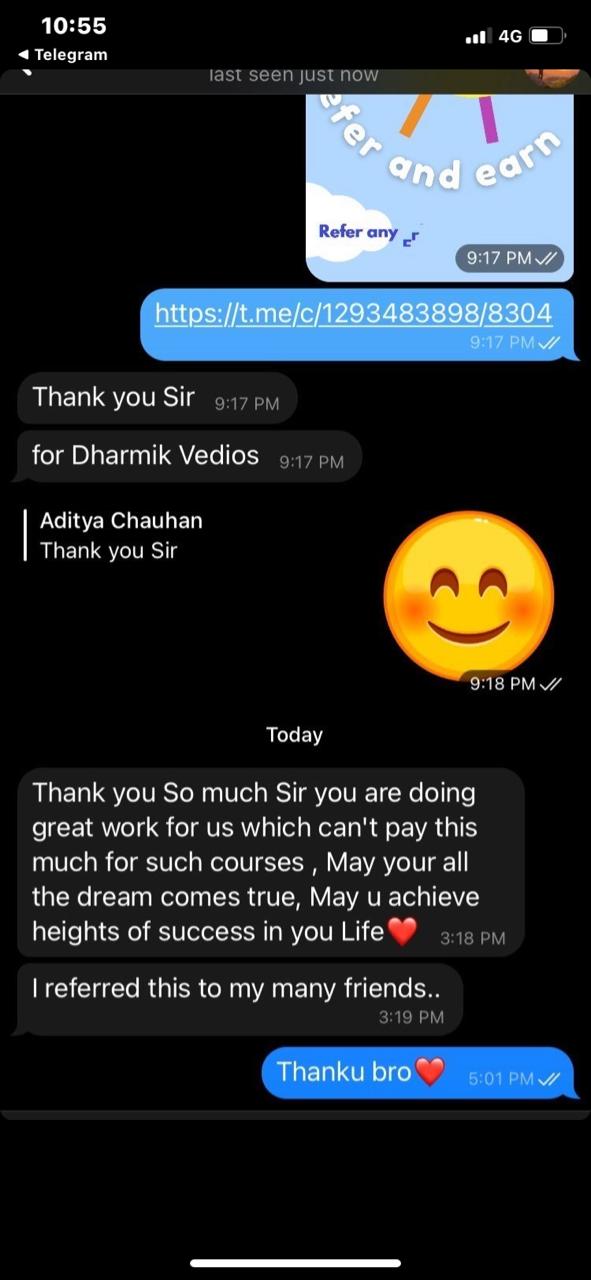 10:55
4G
◀ Telegram
last seen just now
efer and earn
Refer any
9:17 PM
https://t.me/c/1293483898/8304
9:17 PM
Thank you Sir 9:17 PM
for Dharmik Vedios 9:17 PM
Aditya Chauhan
Thank you Sir
9:18 PM
Today
Thank you So much Sir you are doing
great work for us which can't pay this
much for such courses , May your all
the dream comes true, May u achieve
heights of success in you Life❤️ 3:18 PM
I referred this to my many friends..
3:19 PM
Thanku bro❤️ 5:01 PM